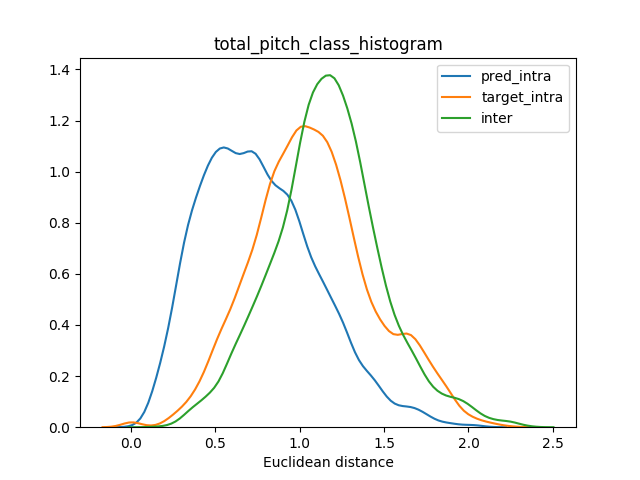 total_pitch_class_histogram
pred_intra
target_intra
inter
1.4
1.2
1.0
0.8
0.6
0.4
0.2
0.0
0.0 0.5 1.0 1.5 2.0 2.5
Euclidean distance